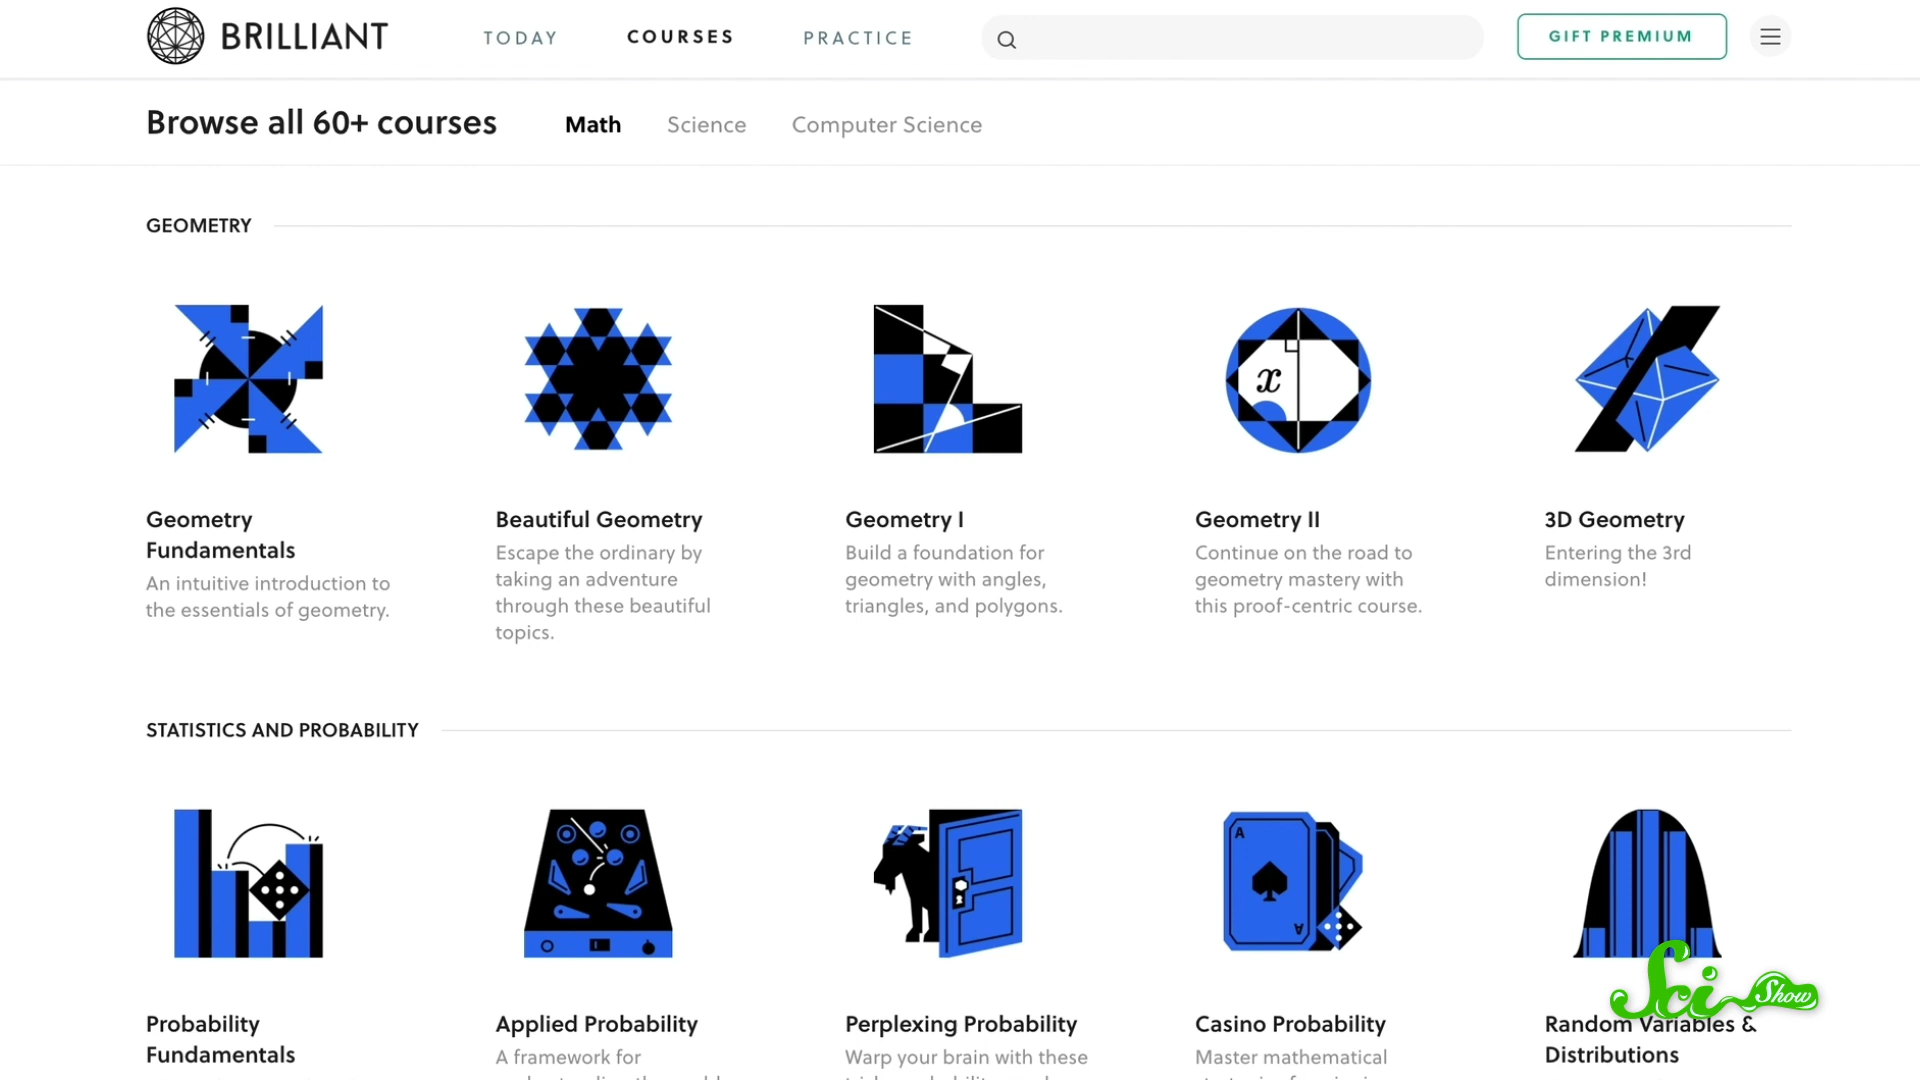 BRILLIANT
TODAY
COURSES
PRACTICE
GIFT PREMIUM
Browse all 60+ courses
Math
Science
Computer Science
GEOMETRY
x
Geometry
Fundamentals
An intuitive introduction to
the essentials of geometry.
Beautiful Geometry
Escape the ordinary by
taking an adventure
through these beautiful
topics.
Geometry I
Build a foundation for
geometry with angles,
triangles, and polygons.
Geometry II
Continue on the road to
geometry mastery with
this proof-centric course.
3D Geometry
Entering the 3rd
dimension!
STATISTICS AND PROBABILITY
A
A
Probability
Fundamentals
Applied Probability
A framework for
Perplexing Probability
Warp your brain with these
Casino Probability
Master mathematical
Random Variables &
Distributions
Sci Show